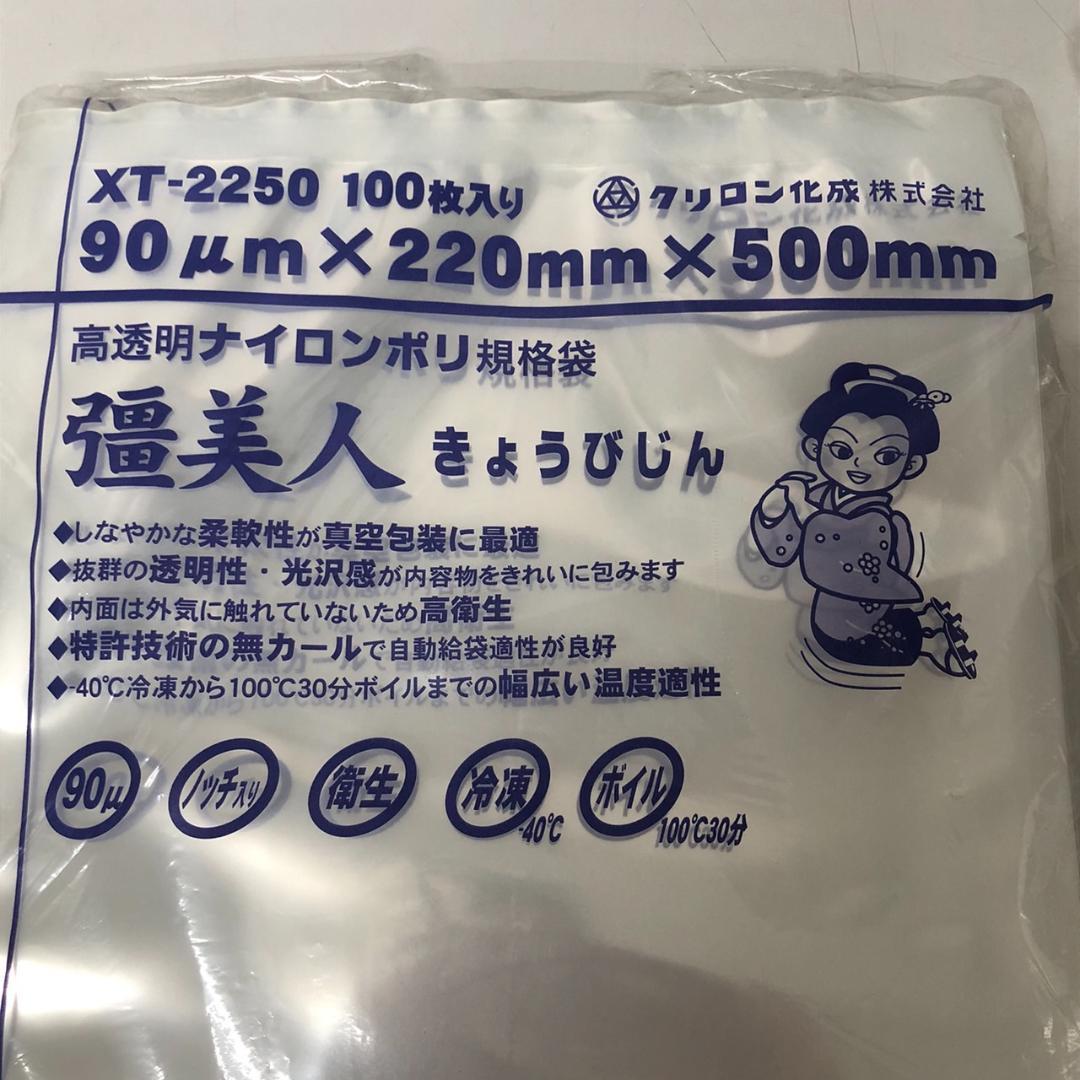 XT-2250 100枚入り クリロン化成株式会社
90μm×220mm×500mm
高透明ナイロンポリ規格袋
彊美人 きょうびじん
◆しなやかな柔軟性が真空包装に最適
◆抜群の透明性・光沢感が内容物をきれいに包みます
◆内面は外気に触れていないため高衛生
◆特許技術の無カールで自動給袋適性が良好
◆-40℃冷凍から100℃30分ボイルまでの幅広い温度適性
90μ ノッチ入り 衛生 冷凍 ボイル
-40℃ 100℃30分